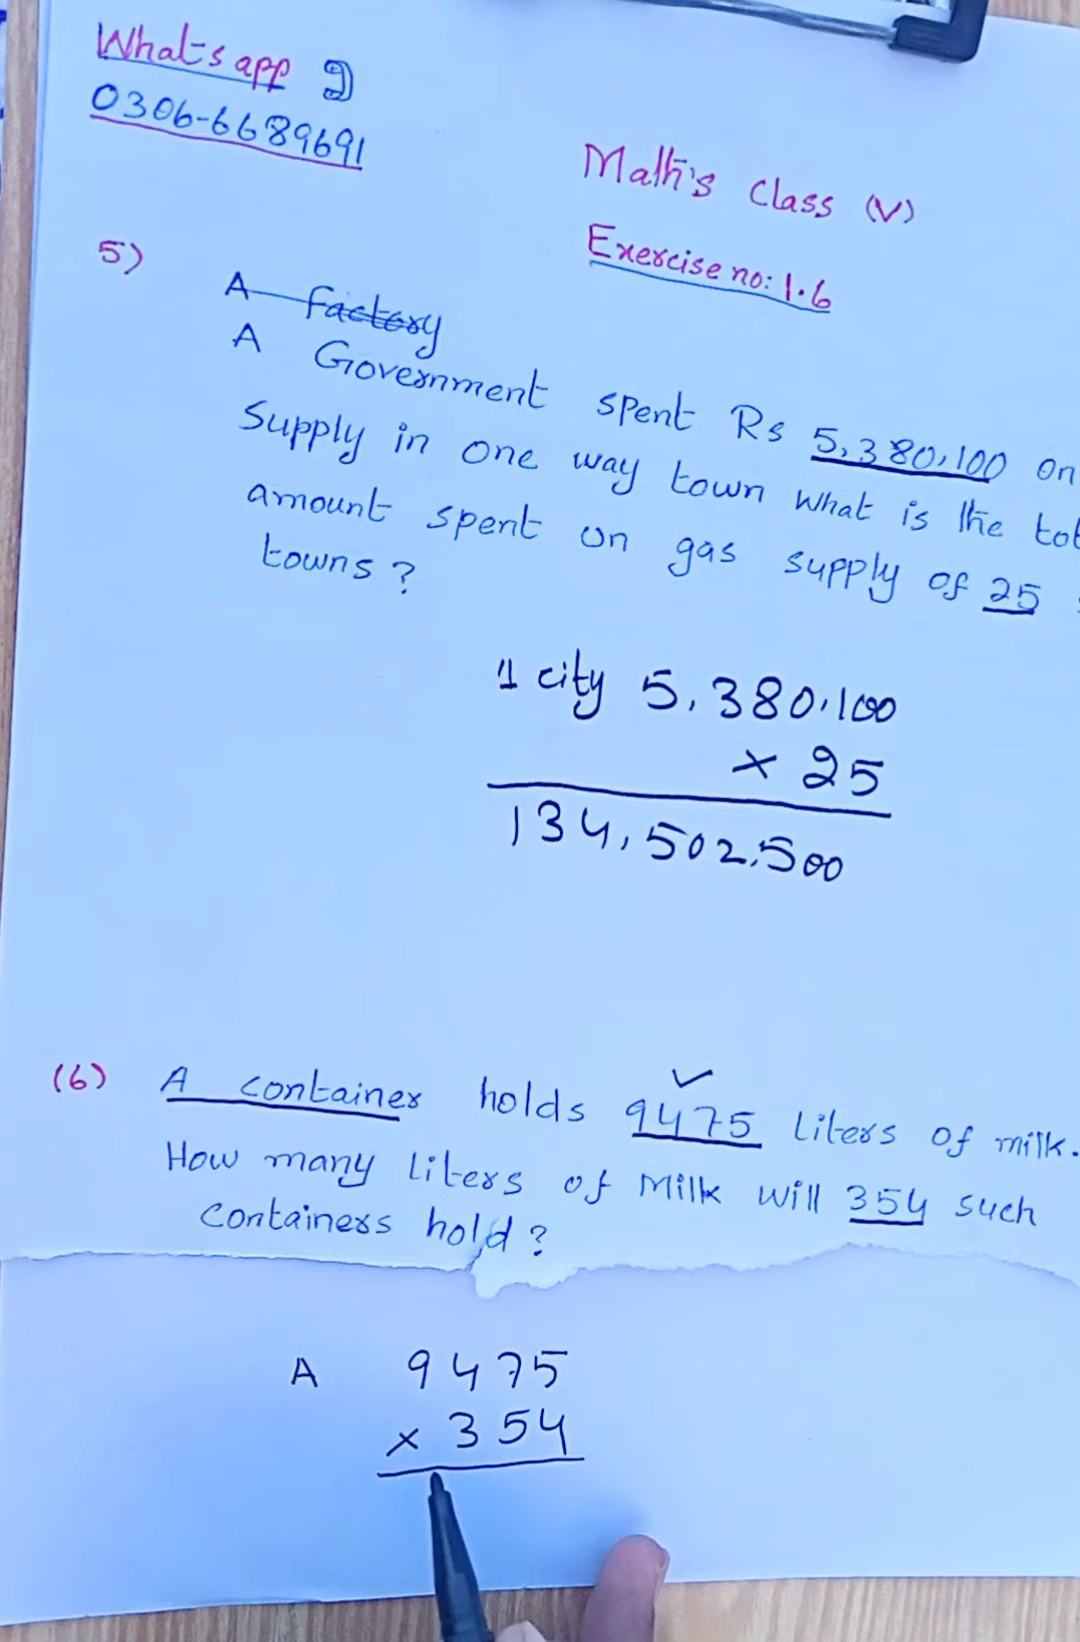 Whatsapp
0306-6689691
Math's Class (V)
Exercise no: 1.6
5)
A factory
A Government spent Rs 5,380,100 on
Supply in one way town what is the tot
amount spent on gas supply of 25
towns?
1 city 5,380,100
× 25
134,502,500
(6) A container holds 9475 liters of milk.
How many liters of Milk will 354 such
containers hold?
A 9475
× 354